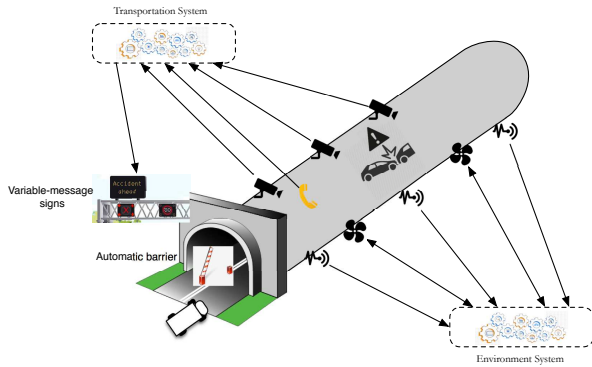 Transportation System
Accident
ahead
Variable-message
signs
Automatic barrier
Environment System